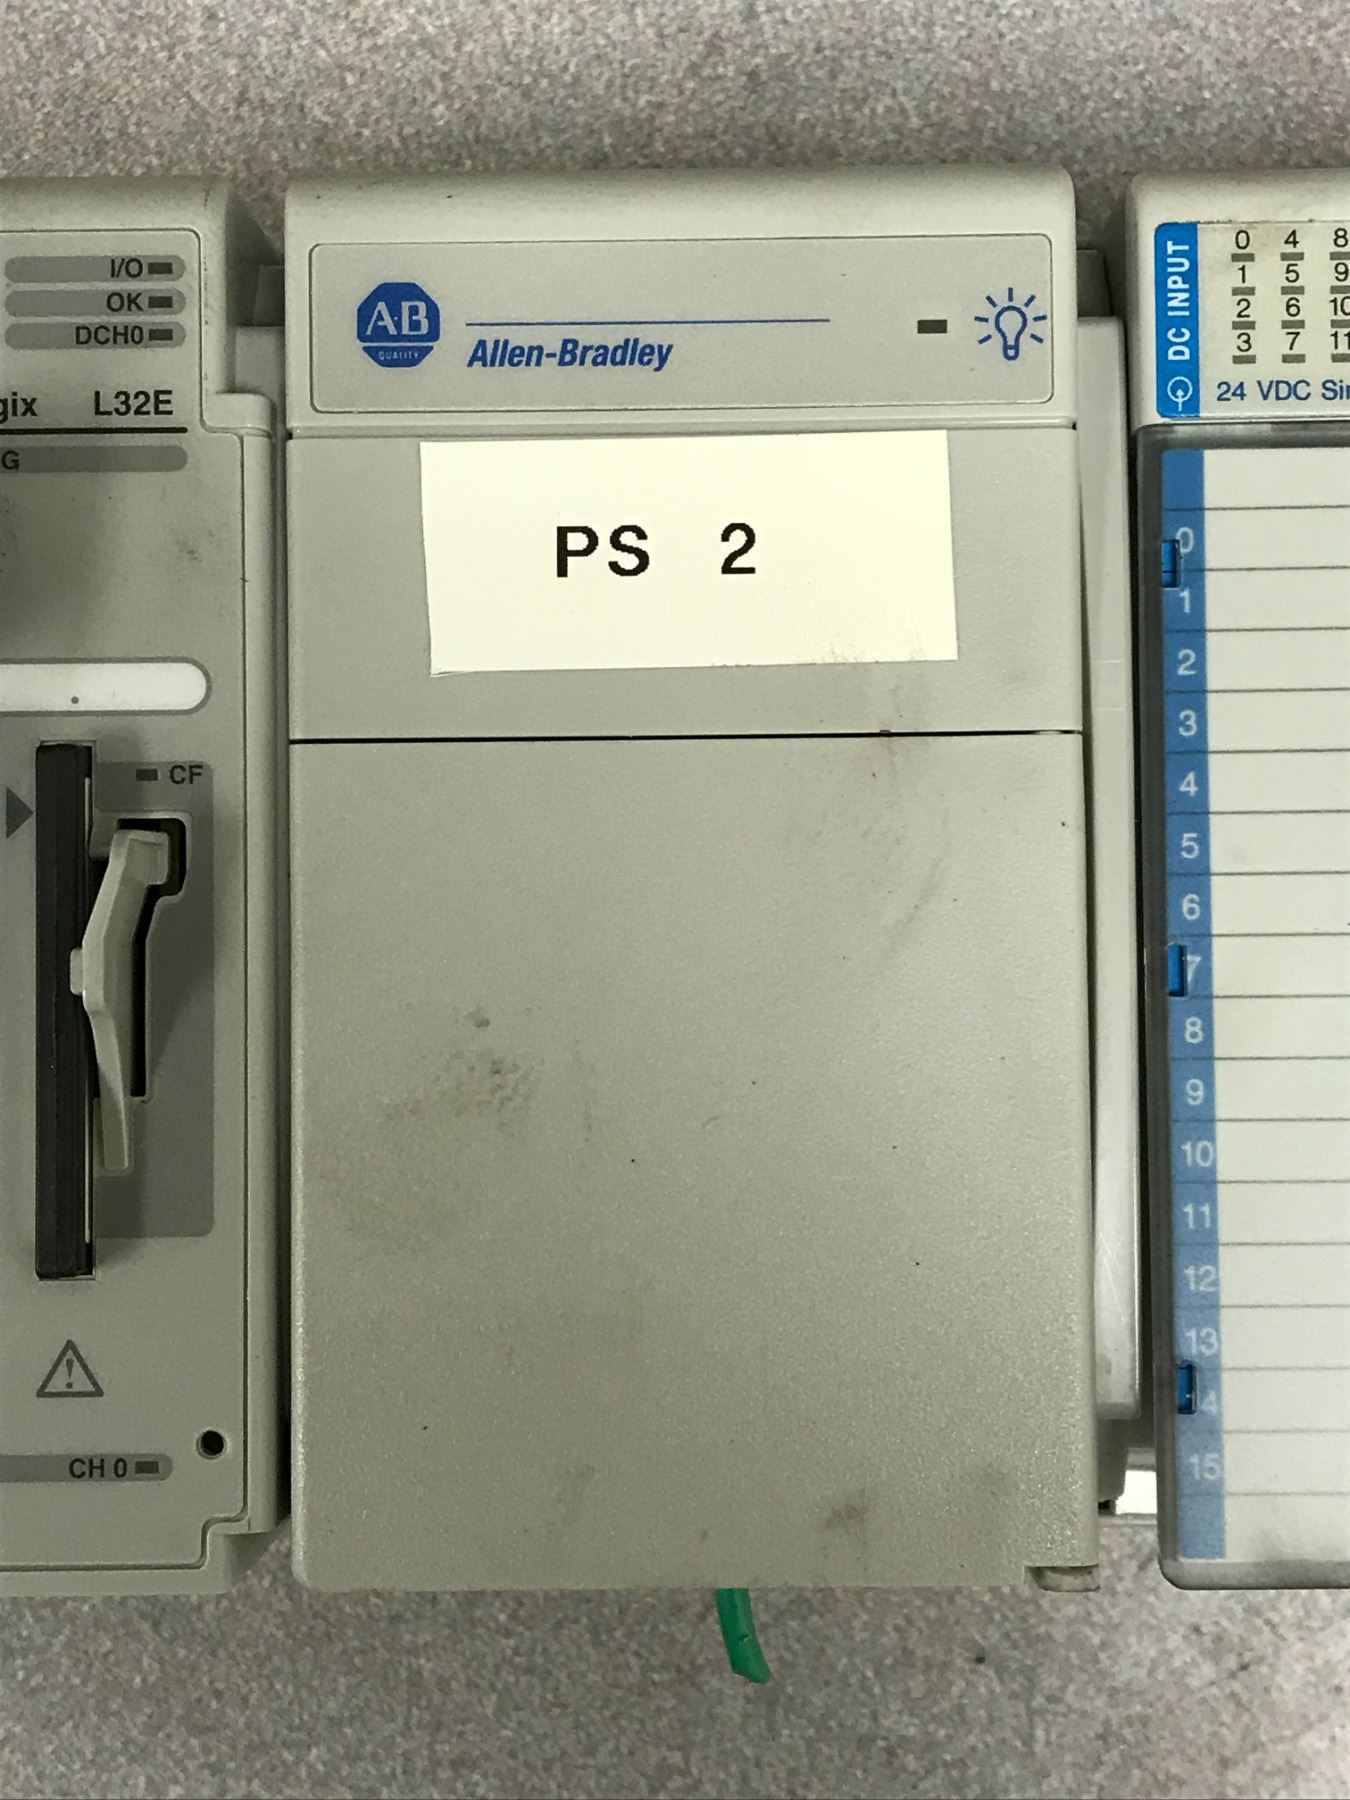 I/O
OK
DCH0
gix L32E
G
CF
CH 0
A-B
QUALITY
Allen-Bradley
PS 2
DC INPUT
0 4 8
1 5 9
2 6 10
3 7 11
24 VDC Sin
0
1
2
3
4
5
6
7
8
9
10
11
12
13
14
15